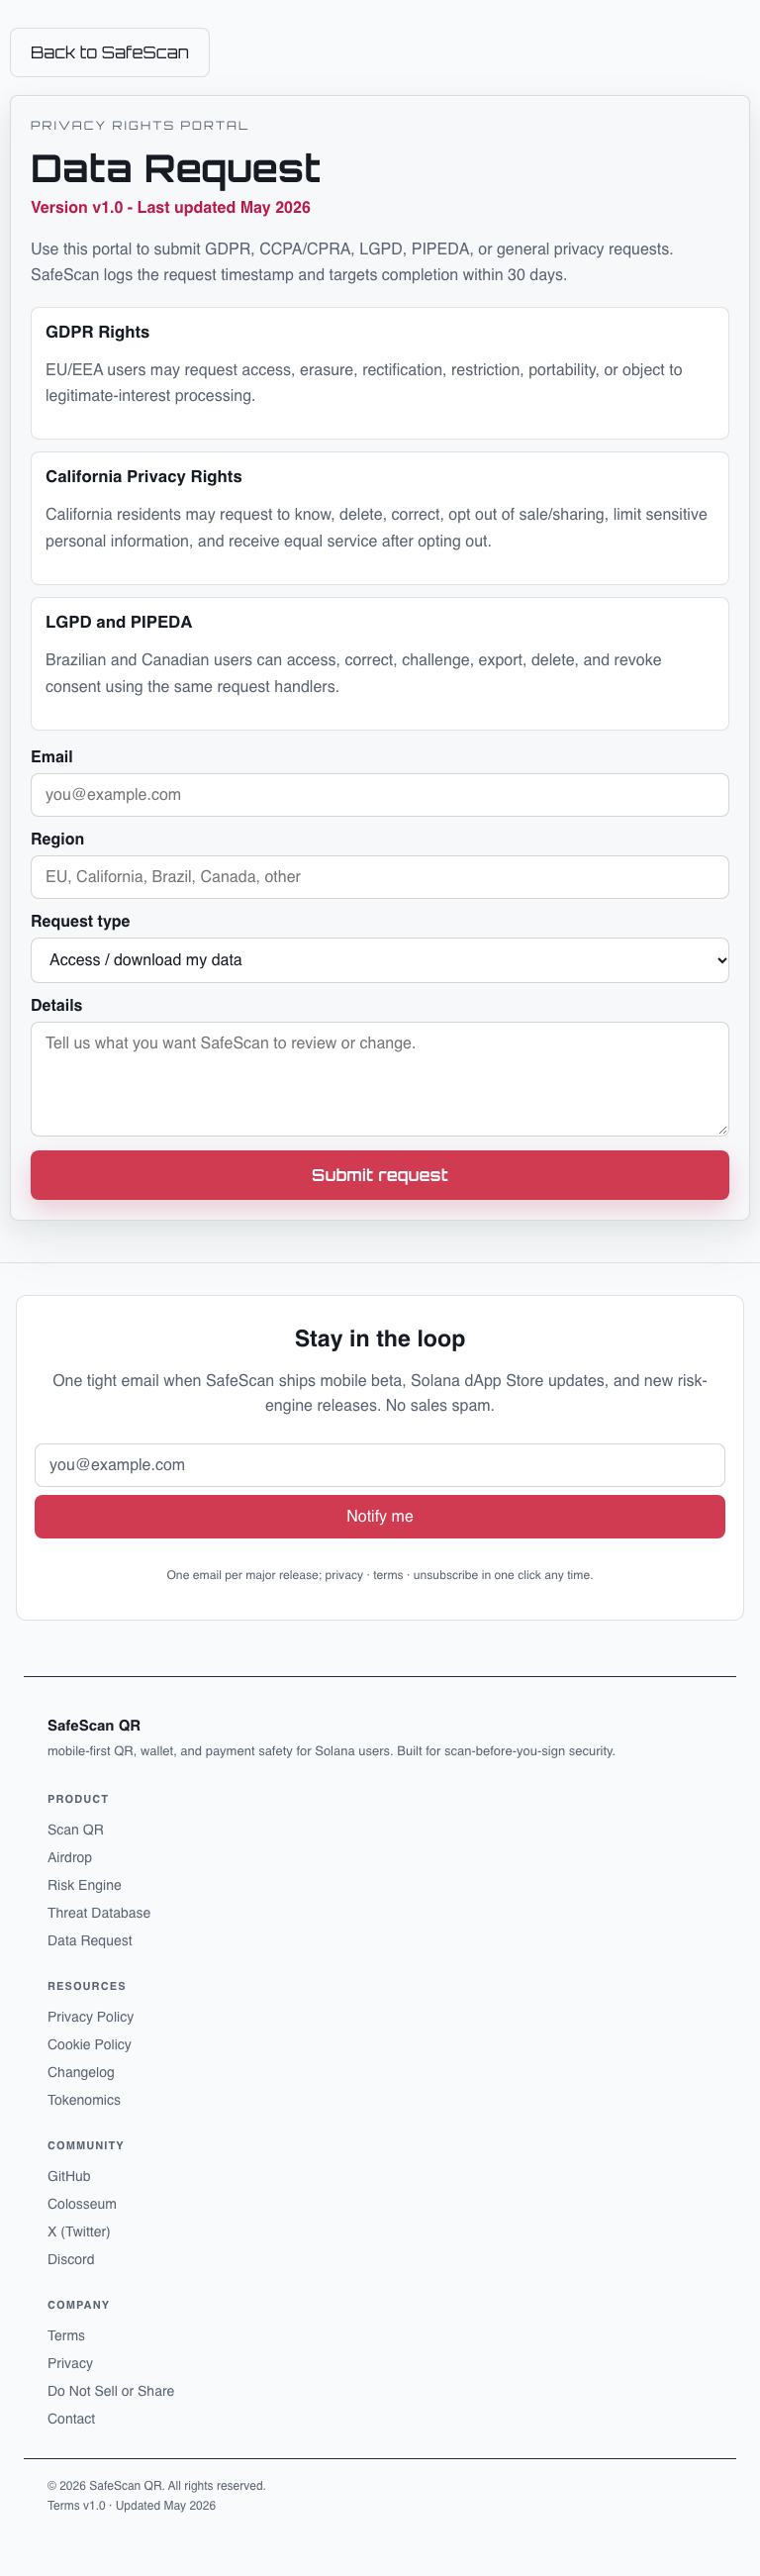 Back to SafeScan
PRIVACY RIGHTS PORTAL
Data Request
Version v1.0 - Last updated May 2026
Use this portal to submit GDPR, CCPA/CPRA, LGPD, PIPEDA, or general privacy requests.
SafeScan logs the request timestamp and targets completion within 30 days.
GDPR Rights
EU/EEA users may request access, erasure, rectification, restriction, portability, or object to
legitimate-interest processing.
California Privacy Rights
California residents may request to know, delete, correct, opt out of sale/sharing, limit sensitive
personal information, and receive equal service after opting out.
LGPD and PIPEDA
Brazilian and Canadian users can access, correct, challenge, export, delete, and revoke
consent using the same request handlers.
Email
you@example.com
Region
EU, California, Brazil, Canada, other
Request type
Access / download my data
Details
Tell us what you want SafeScan to review or change.
Submit request
Stay in the loop
One tight email when SafeScan ships mobile beta, Solana dApp Store updates, and new risk-
engine releases. No sales spam.
you@example.com
Notify me
One email per major release; privacy · terms · unsubscribe in one click any time.
SafeScan QR
mobile-first QR, wallet, and payment safety for Solana users. Built for scan-before-you-sign security.
PRODUCT
Scan QR
Airdrop
Risk Engine
Threat Database
Data Request
RESOURCES
Privacy Policy
Cookie Policy
Changelog
Tokenomics
COMMUNITY
GitHub
Colosseum
X (Twitter)
Discord
COMPANY
Terms
Privacy
Do Not Sell or Share
Contact
© 2026 SafeScan QR. All rights reserved.
Terms v1.0 · Updated May 2026